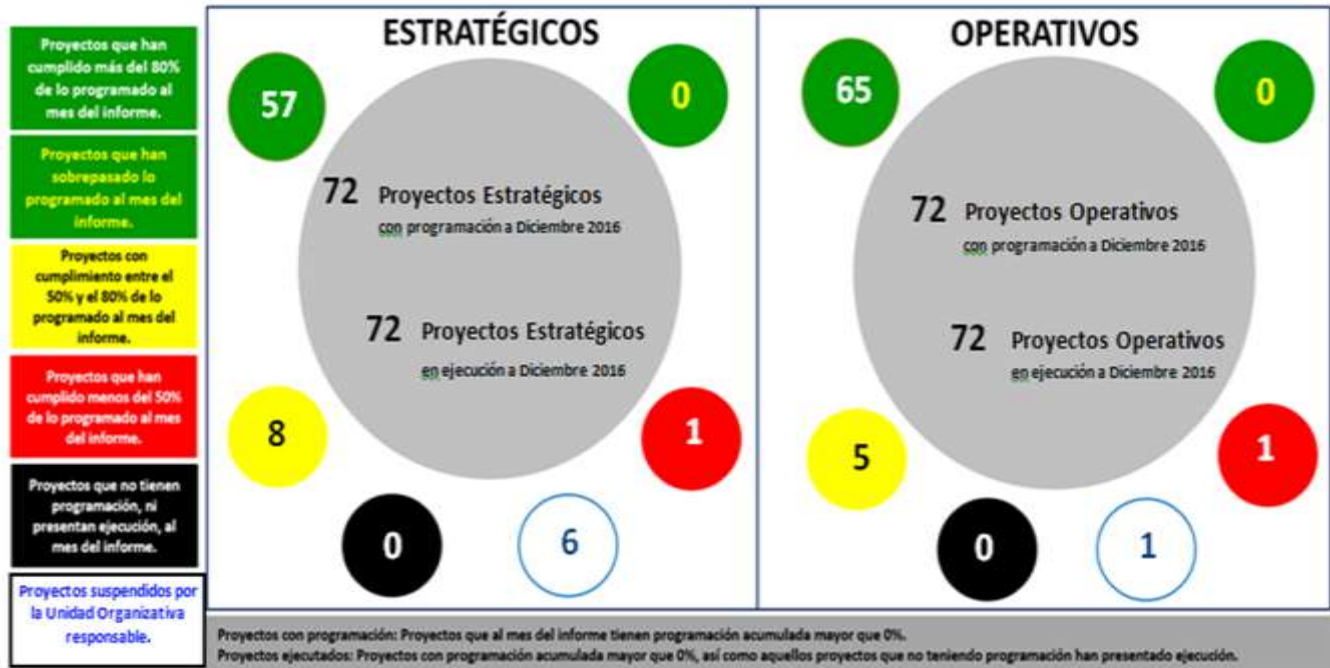 Proyectos que han
cumplido más del 80%
de lo programado al
mes del informe.
Proyectos que han
sobrepasado lo
programado al mes del
informe.
Proyectos con
cumplimiento entre el
50% y el 80% de lo
programado al mes del
informe.
Proyectos que han
cumplido menos del 50%
de lo programado al mes
del informe.
Proyectos que no tienen
programación, ni
presentan ejecución, al
mes del informe.
Proyectos suspendidos por
la Unidad Organizativa
responsable.
ESTRATÉGICOS
57
0
72 Proyectos Estratégicos
con programación a Diciembre 2016
72 Proyectos Estratégicos
en ejecución a Diciembre 2016
8
1
0
6
OPERATIVOS
65
0
72 Proyectos Operativos
con programación a Diciembre 2016
72 Proyectos Operativos
en ejecución a Diciembre 2016
5
1
0
1
Proyectos con programación: Proyectos que al mes del informe tienen programación acumulada mayor que 0%.
Proyectos ejecutados: Proyectos con programación acumulada mayor que 0%, así como aquellos proyectos que no teniendo programación han presentado ejecución.